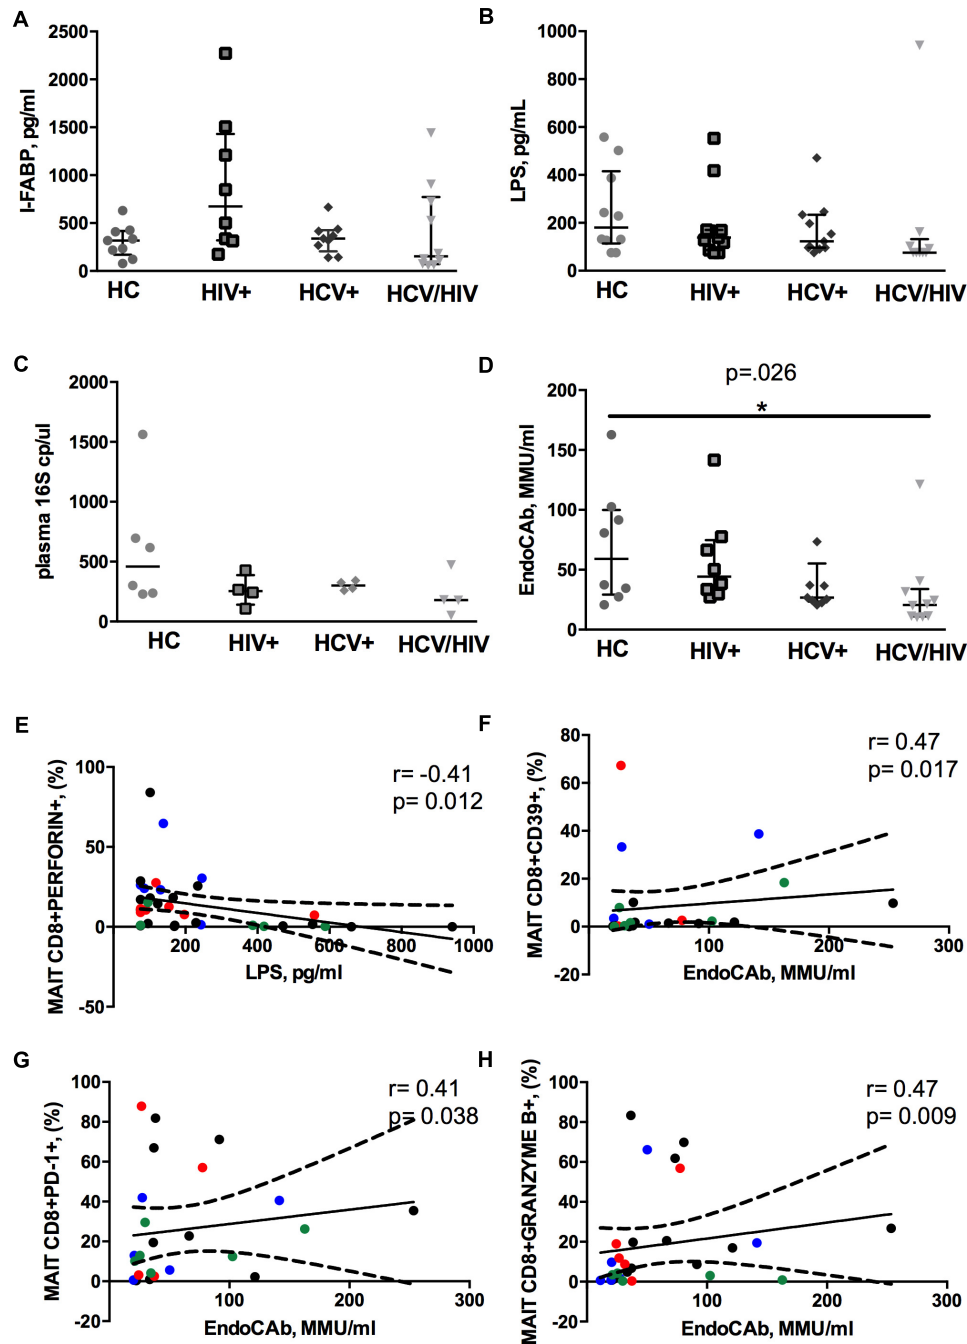 A
I-FABP, pg/ml
2500
2000
1500
1000
500
0
HC HIV+ HCV+ HCV/HIV
B
LPS, pg/mL
1000
800
600
400
200
0
HC HIV+ HCV+ HCV/HIV
C
plasma 16S cp/ul
2000
1500
1000
500
0
HC HIV+ HCV+ HCV/HIV
D
p=.026
*
EndoCAb, MMU/ml
200
150
100
50
0
HC HIV+ HCV+ HCV/HIV
E
MAIT CD8+PERFORIN+, (%)
100
50
0
-50
r= -0.41
p= 0.012
200 400 600 800 1000
LPS, pg/ml
F
MAIT CD8+CD39+, (%)
80
60
40
20
0
-20
r= 0.47
p= 0.017
100 200 300
EndoCAb, MMU/ml
G
MAIT CD8+PD-1+, (%)
100
80
60
40
20
0
-20
r= 0.41
p= 0.038
100 200 300
EndoCAb, MMU/ml
H
MAIT CD8+GRANZYME B+, (%)
100
80
60
40
20
0
-20
r= 0.47
p= 0.009
100 200 300
EndoCAb, MMU/ml